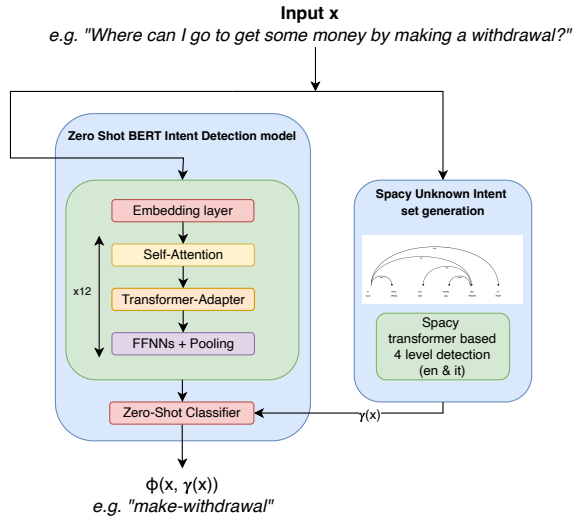 Input x
e.g. "Where can I go to get some money by making a withdrawal?"
Zero Shot BERT Intent Detection model
Embedding layer
Self-Attention
x12
Transformer-Adapter
FFNNs + Pooling
Zero-Shot Classifier
Spacy Unknown Intent
set generation
Spacy
transformer based
4 level detection
(en & it)
γ(x)
ϕ(x, γ(x))
e.g. "make-withdrawal"